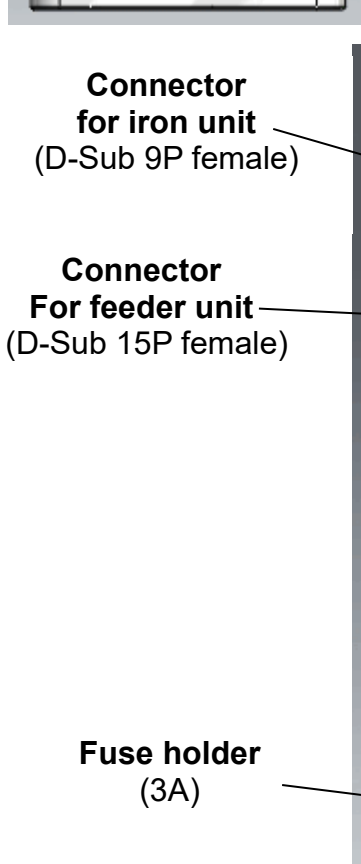 Connector
for iron unit
(D-Sub 9P female)
Connector
For feeder unit
(D-Sub 15P female)
Fuse holder
(3A)